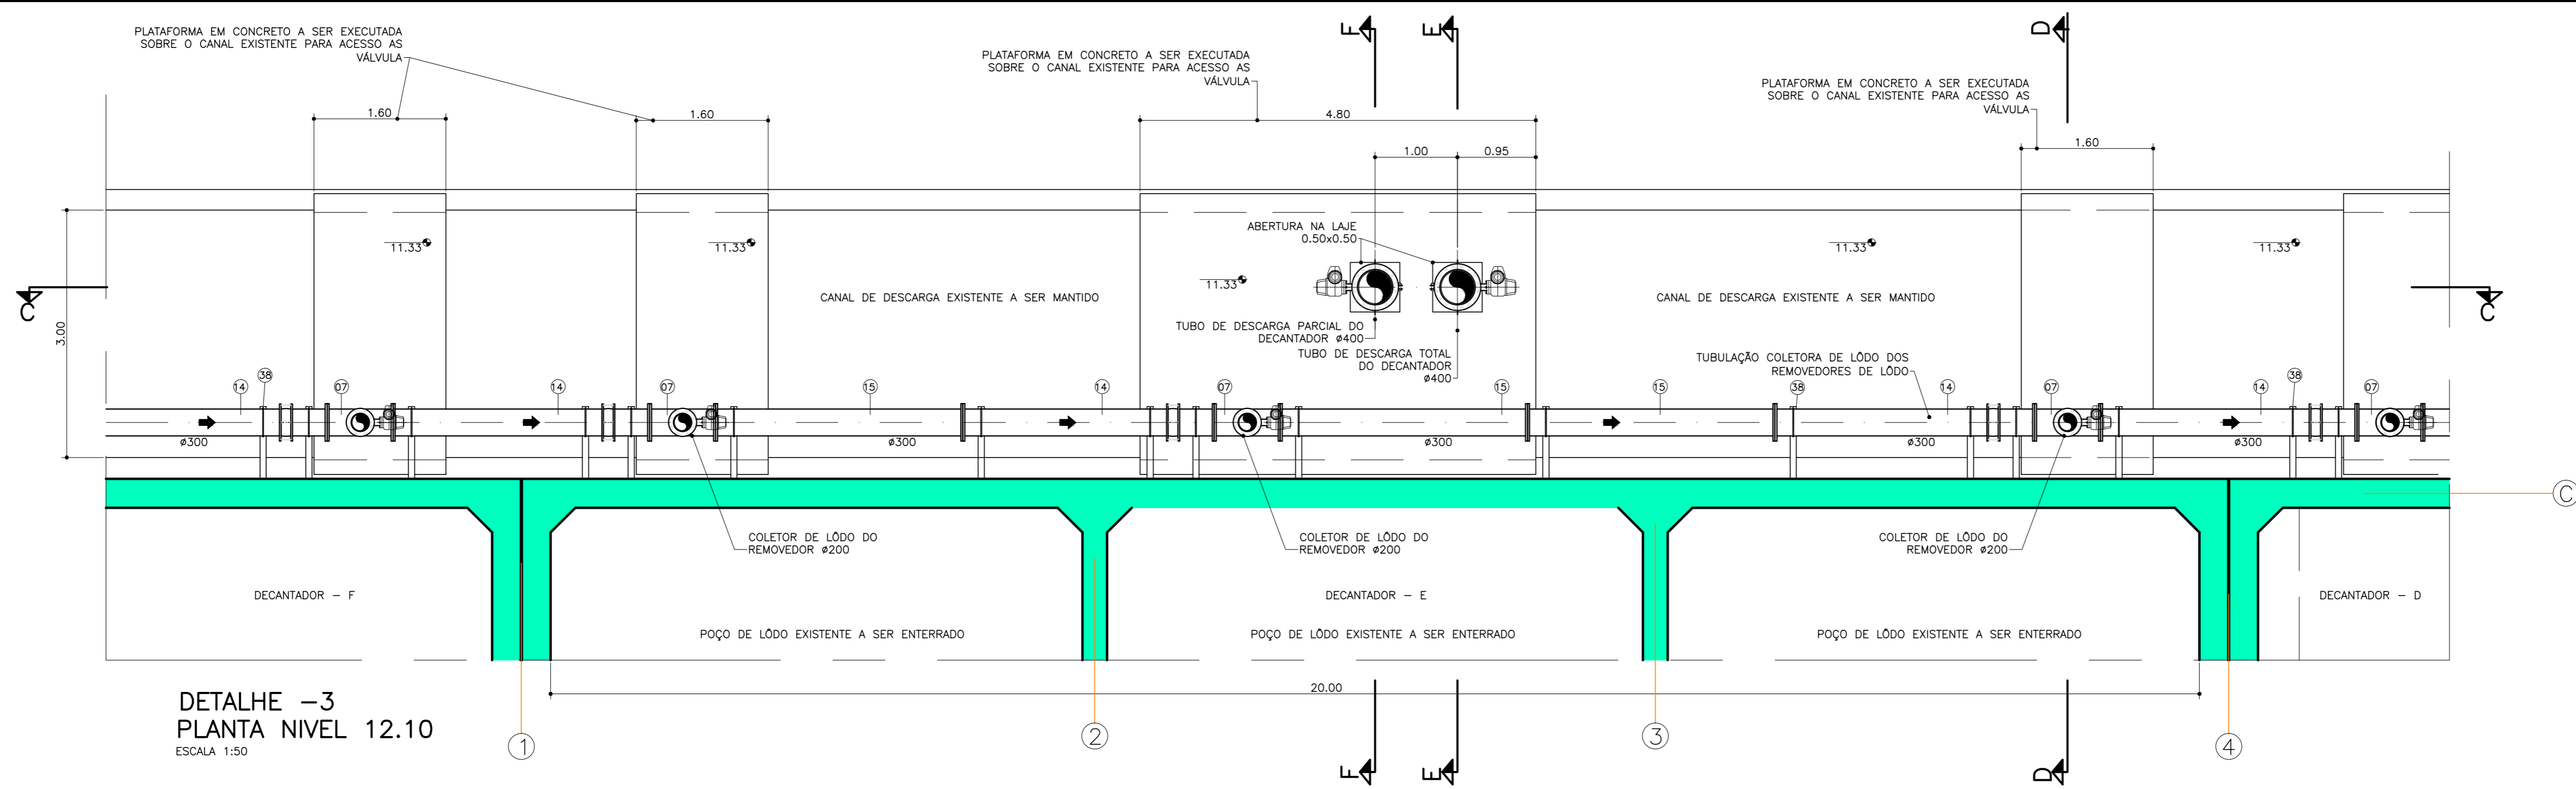 PLATAFORMA EM CONCRETO A SER EXECUTADA
SOBRE O CANAL EXISTENTE PARA ACESSO AS
VÁLVULA
PLATAFORMA EM CONCRETO A SER EXECUTADA
SOBRE O CANAL EXISTENTE PARA ACESSO AS
VÁLVULA
PLATAFORMA EM CONCRETO A SER EXECUTADA
SOBRE O CANAL EXISTENTE PARA ACESSO AS
VÁLVULA
F
E
D
1.60
1.60
4.80
1.60
1.00
0.95
ABERTURA NA LAJE
0.50x0.50
11.33
11.33
11.33
11.33
11.33
C
C
3.00
CANAL DE DESCARGA EXISTENTE A SER MANTIDO
CANAL DE DESCARGA EXISTENTE A SER MANTIDO
TUBO DE DESCARGA PARCIAL DO
DECANTADOR ø400
TUBO DE DESCARGA TOTAL
DO DECANTADOR
ø400
TUBULAÇÃO COLETORA DE LÔDO DOS
REMOVEDORES DE LÔDO
14
38
07
14
07
15
14
07
15
15
38
14
07
14
38
07
ø300
ø300
ø300
ø300
ø300
C
COLETOR DE LÔDO DO
REMOVEDOR ø200
COLETOR DE LÔDO DO
REMOVEDOR ø200
COLETOR DE LÔDO DO
REMOVEDOR ø200
DECANTADOR – F
DECANTADOR – E
DECANTADOR – D
POÇO DE LÔDO EXISTENTE A SER ENTERRADO
POÇO DE LÔDO EXISTENTE A SER ENTERRADO
POÇO DE LÔDO EXISTENTE A SER ENTERRADO
20.00
DETALHE –3
PLANTA NIVEL 12.10
ESCALA 1:50
1
2
3
4
F
E
D